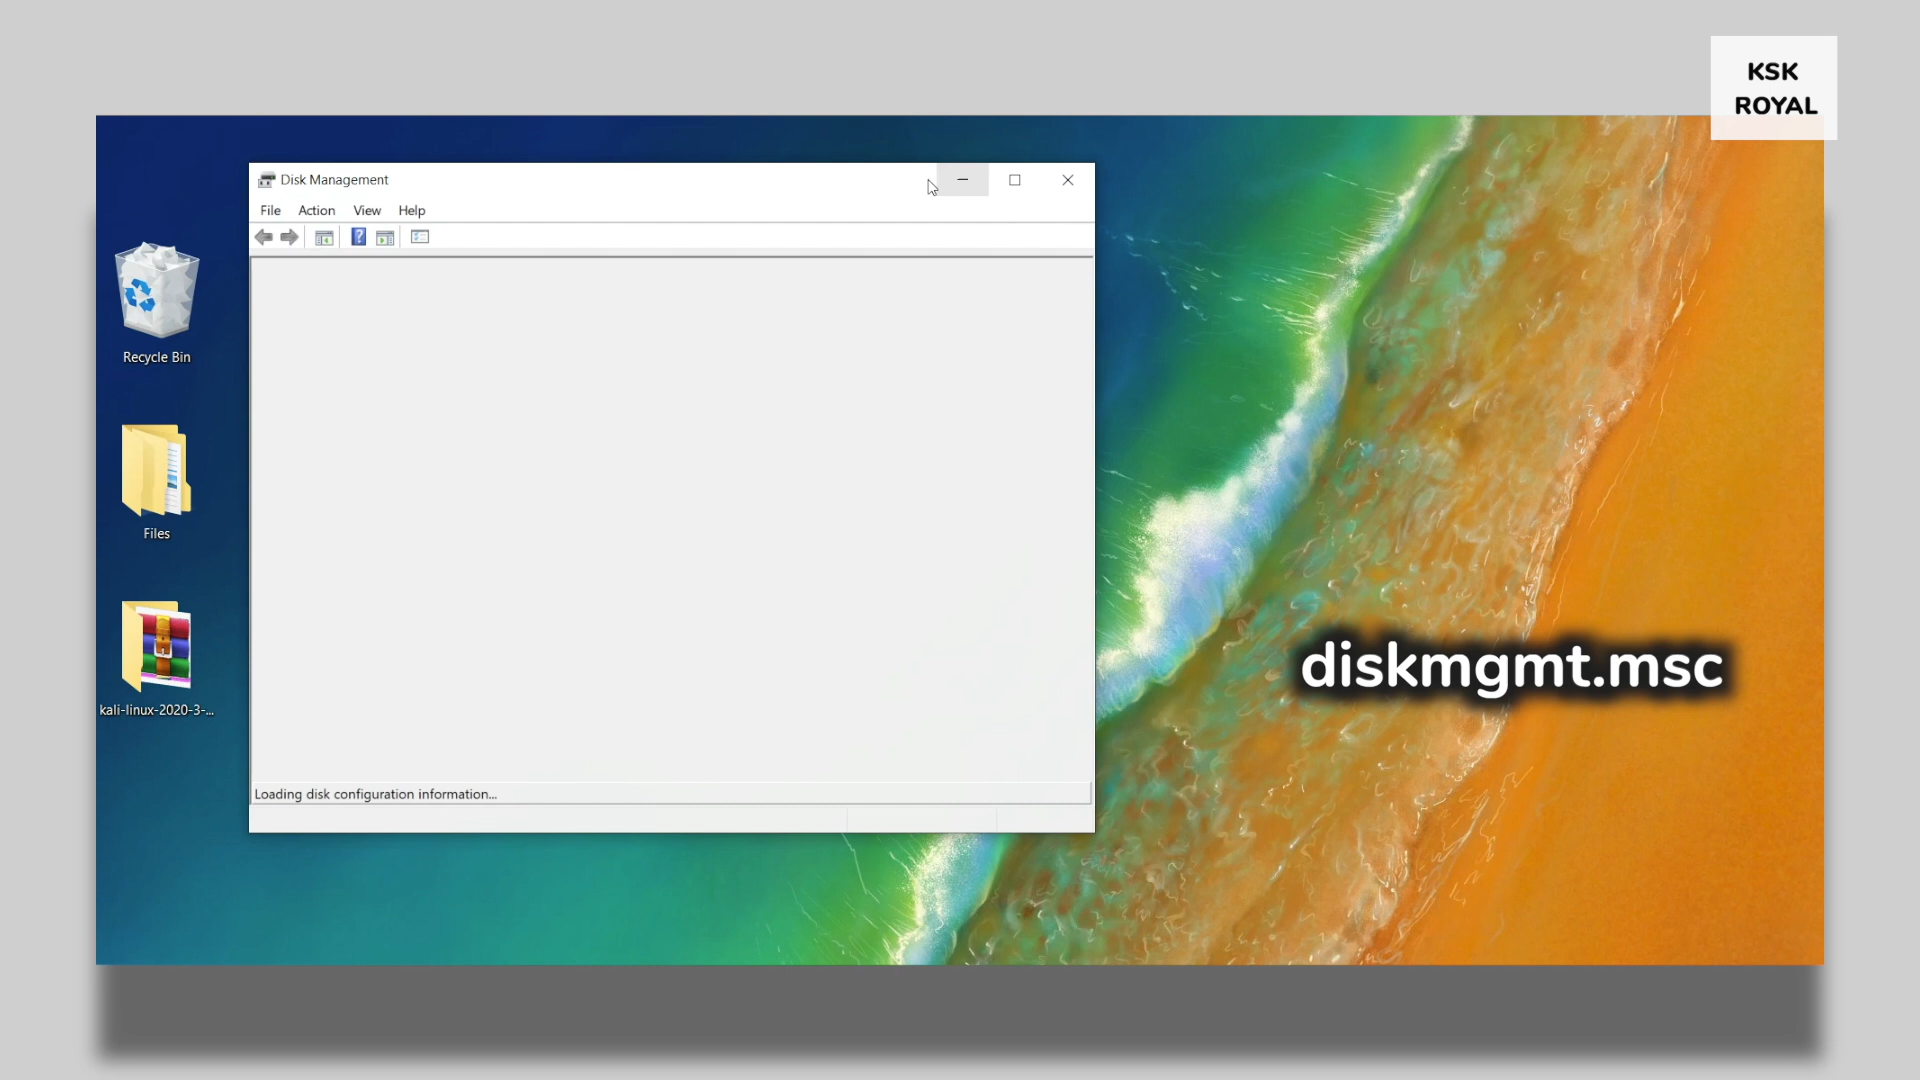 KSK
ROYAL
Disk Management
File Action View Help
Recycle Bin
Files
kali-linux-2020-3-...
diskmgmt.msc
Loading disk configuration information...